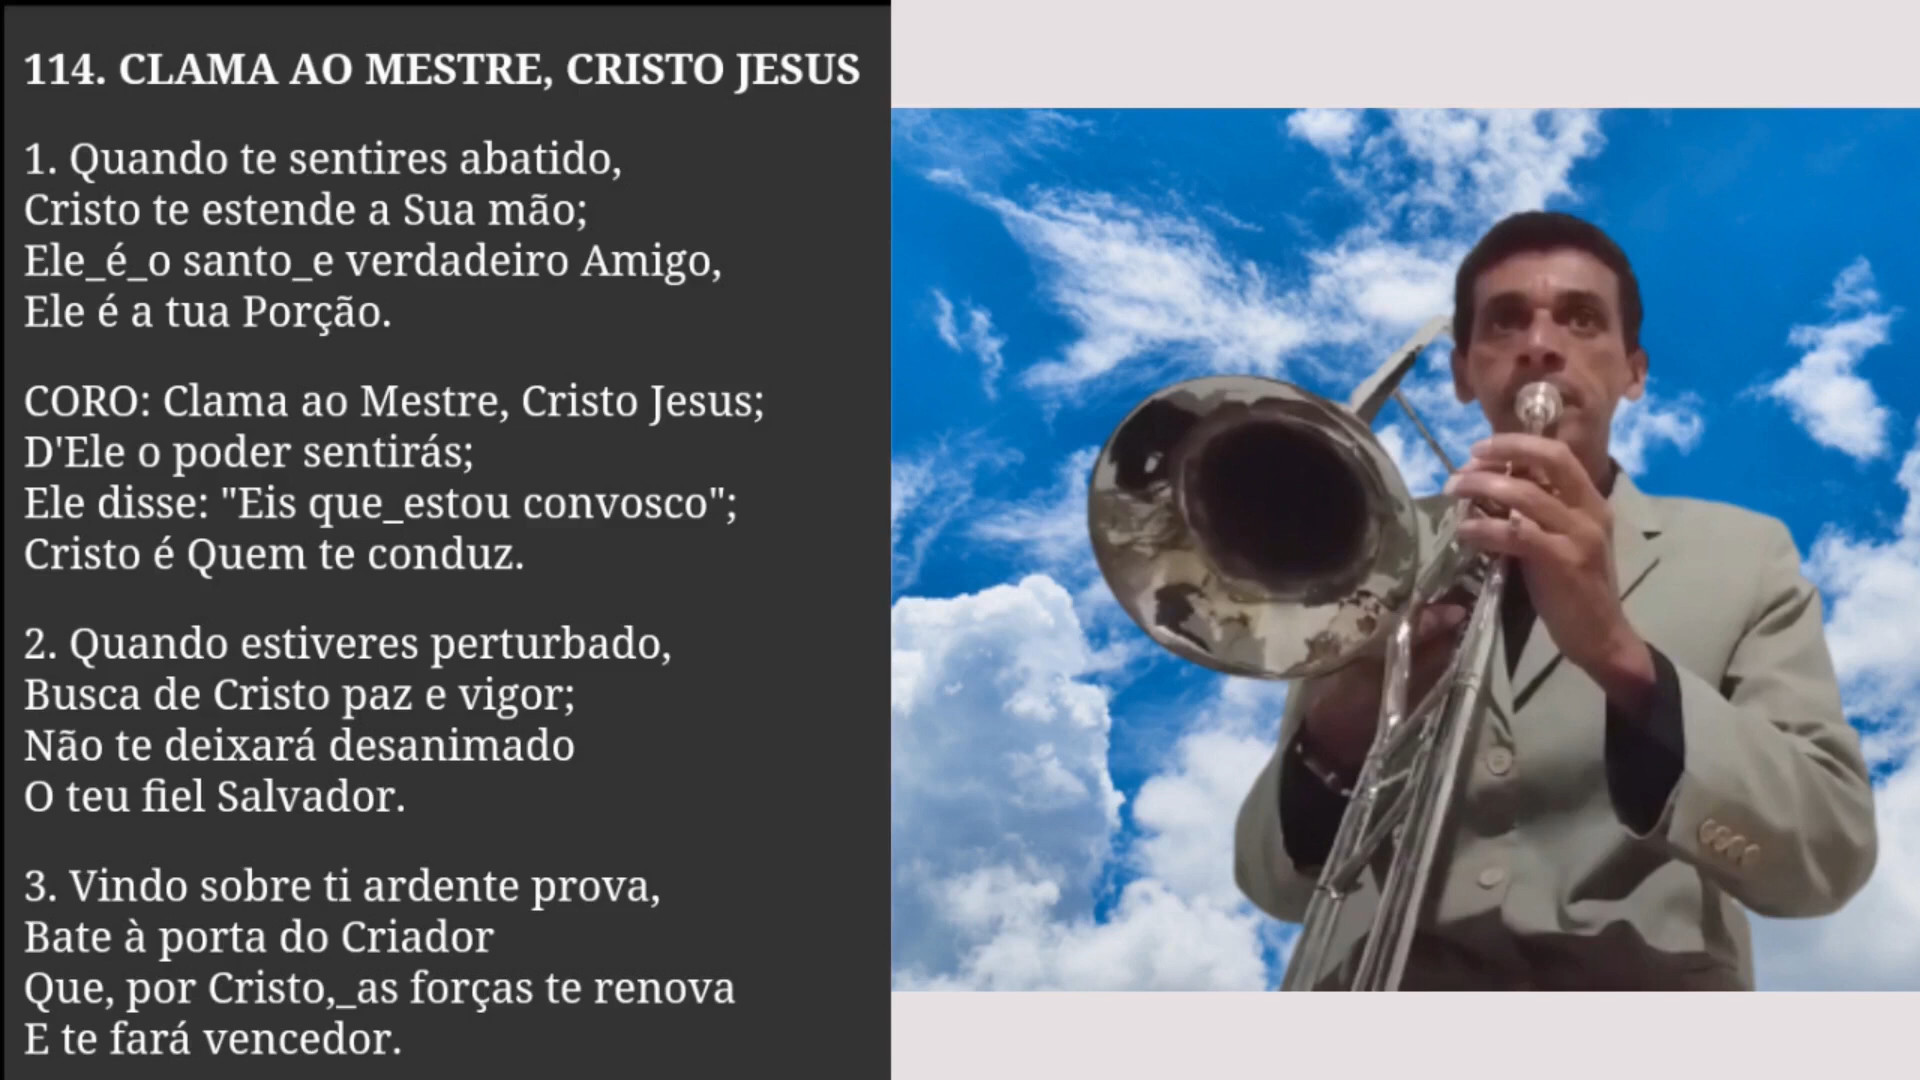 114. CLAMA AO MESTRE, CRISTO JESUS
1. Quando te sentires abatido,
Cristo te estende a Sua mão;
Ele_é_o santo_e verdadeiro Amigo,
Ele é a tua Porção.
CORO: Clama ao Mestre, Cristo Jesus;
D'Ele o poder sentirás;
Ele disse: "Eis que_estou convosco";
Cristo é Quem te conduz.
2. Quando estiveres perturbado,
Busca de Cristo paz e vigor;
Não te deixará desanimado
O teu fiel Salvador.
3. Vindo sobre ti ardente prova,
Bate à porta do Criador
Que, por Cristo,_as forças te renova
E te fará vencedor.